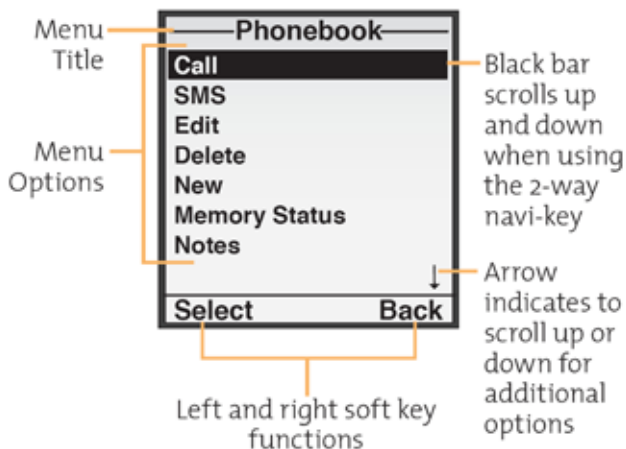 Menu
Title
Phonebook
Call
SMS
Edit
Delete
New
Memory Status
Notes
↓
Select Back
Menu
Options
Black bar
scrolls up
and down
when using
the 2-way
navi-key
Arrow
indicates to
scroll up or
down for
additional
options
Left and right soft key
functions